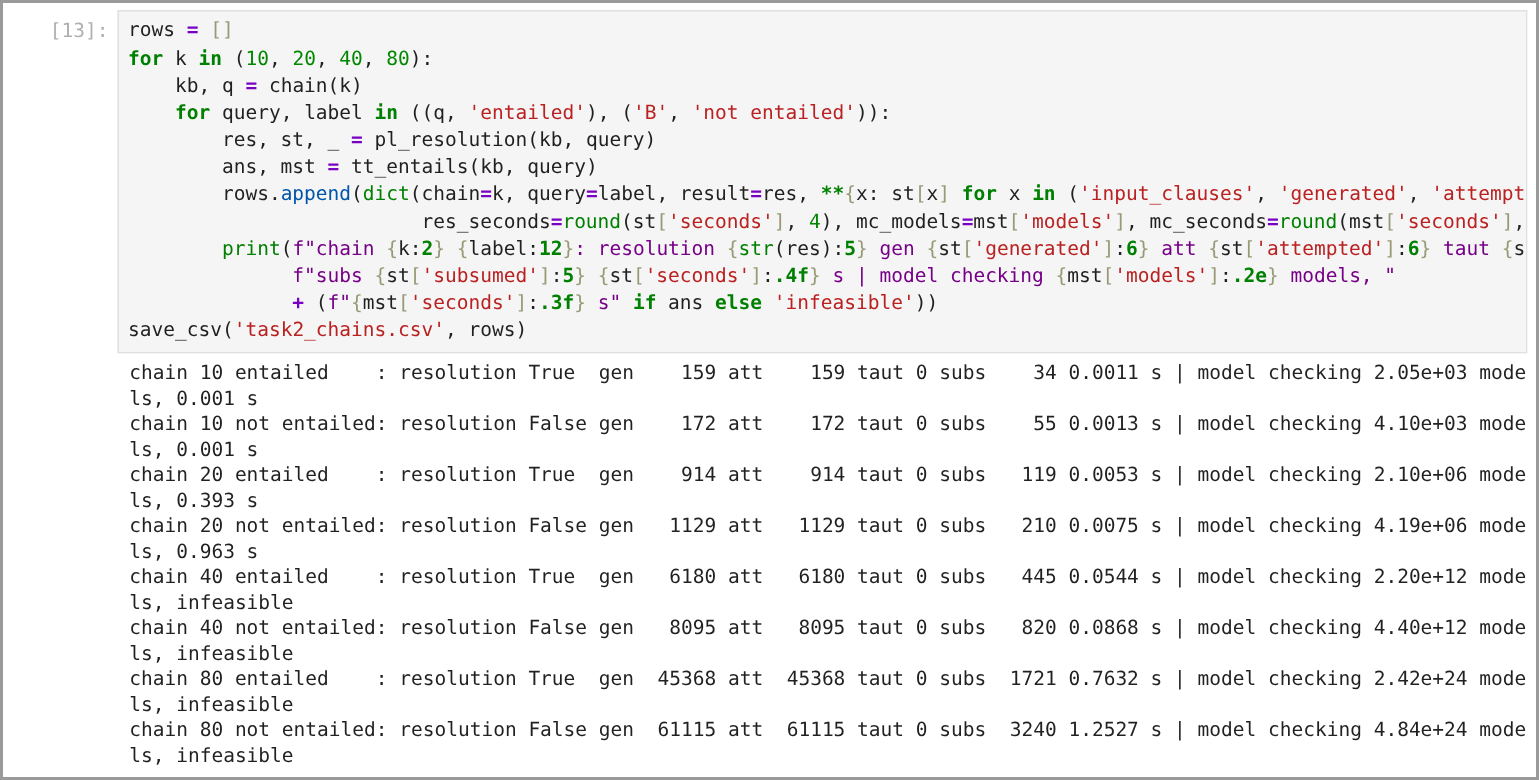 [13]:
rows = []
for k in (10, 20, 40, 80):
    kb, q = chain(k)
    for query, label in ((q, 'entailed'), ('B', 'not entailed')):
        res, st, _ = pl_resolution(kb, query)
        ans, mst = tt_entails(kb, query)
        rows.append(dict(chain=k, query=label, result=res, **{x: st[x] for x in ('input_clauses', 'generated', 'attempt
                         res_seconds=round(st['seconds'], 4), mc_models=mst['models'], mc_seconds=round(mst['seconds'],
        print(f"chain {k:2} {label:12}: resolution {str(res):5} gen {st['generated']:6} att {st['attempted']:6} taut {s
              f"subs {st['subsumed']:5} {st['seconds']:.4f} s | model checking {mst['models']:.2e} models, "
              + (f"{mst['seconds']:.3f} s" if ans else 'infeasible'))
save_csv('task2_chains.csv', rows)
chain 10 entailed    : resolution True  gen    159 att    159 taut 0 subs    34 0.0011 s | model checking 2.05e+03 mode
ls, 0.001 s
chain 10 not entailed: resolution False gen    172 att    172 taut 0 subs    55 0.0013 s | model checking 4.10e+03 mode
ls, 0.001 s
chain 20 entailed    : resolution True  gen    914 att    914 taut 0 subs   119 0.0053 s | model checking 2.10e+06 mode
ls, 0.393 s
chain 20 not entailed: resolution False gen   1129 att   1129 taut 0 subs   210 0.0075 s | model checking 4.19e+06 mode
ls, 0.963 s
chain 40 entailed    : resolution True  gen   6180 att   6180 taut 0 subs   445 0.0544 s | model checking 2.20e+12 mode
ls, infeasible
chain 40 not entailed: resolution False gen   8095 att   8095 taut 0 subs   820 0.0868 s | model checking 4.40e+12 mode
ls, infeasible
chain 80 entailed    : resolution True  gen  45368 att  45368 taut 0 subs  1721 0.7632 s | model checking 2.42e+24 mode
ls, infeasible
chain 80 not entailed: resolution False gen  61115 att  61115 taut 0 subs  3240 1.2527 s | model checking 4.84e+24 mode
ls, infeasible